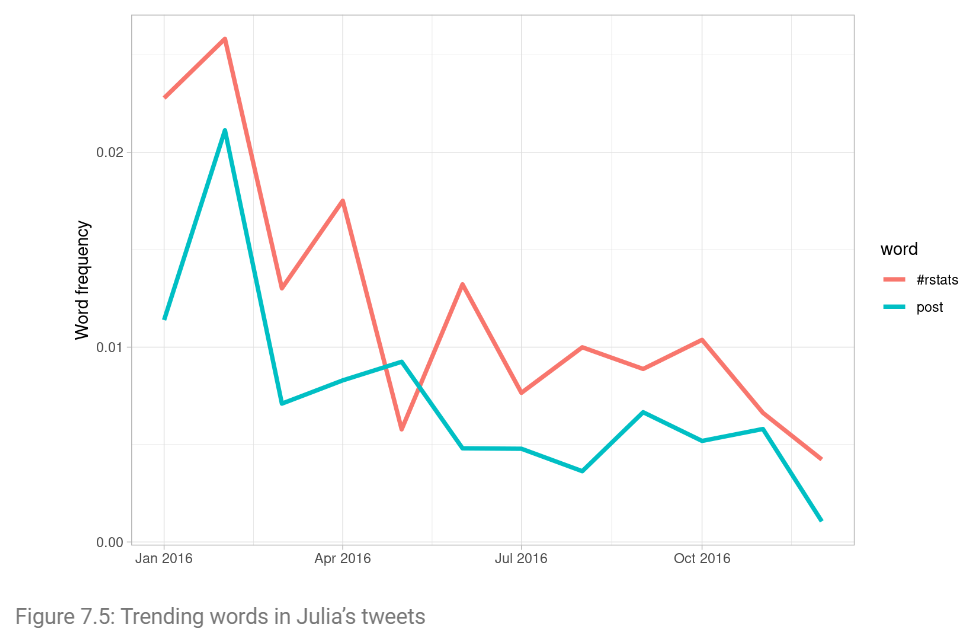 0.02
0.01
0.00
Word frequency
Jan 2016
Apr 2016
Jul 2016
Oct 2016
word
#rstats
post
Figure 7.5: Trending words in Julia’s tweets